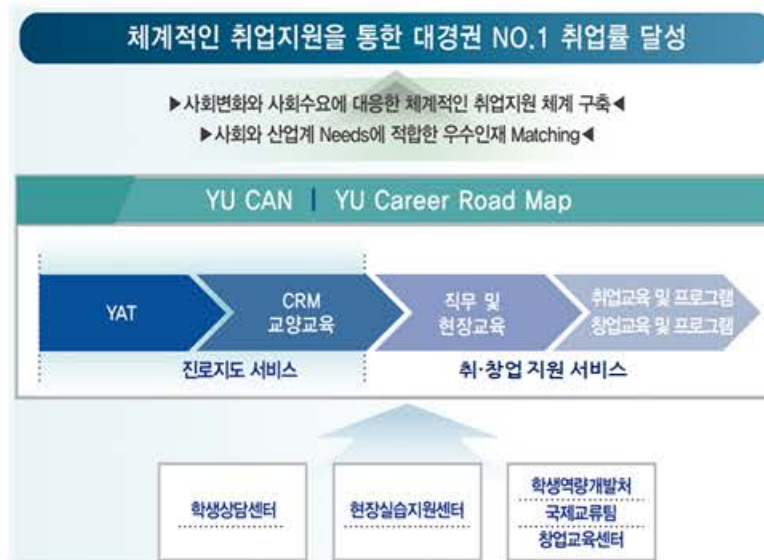 체계적인 취업지원을 통한 대경권 NO.1 취업률 달성
▶사회변화와 사회수요에 대응한 체계적인 취업지원 체계 구축◀
▶사회와 산업계 Needs에 적합한 우수인재 Matching◀
YU CAN | YU Career Road Map
YAT
CRM
교양교육
직무 및
현장교육
취업교육 및 프로그램
창업교육 및 프로그램
진로지도 서비스
취·창업 지원 서비스
학생상담센터
현장실습지원센터
학생역량개발처
국제교류팀
창업교육센터